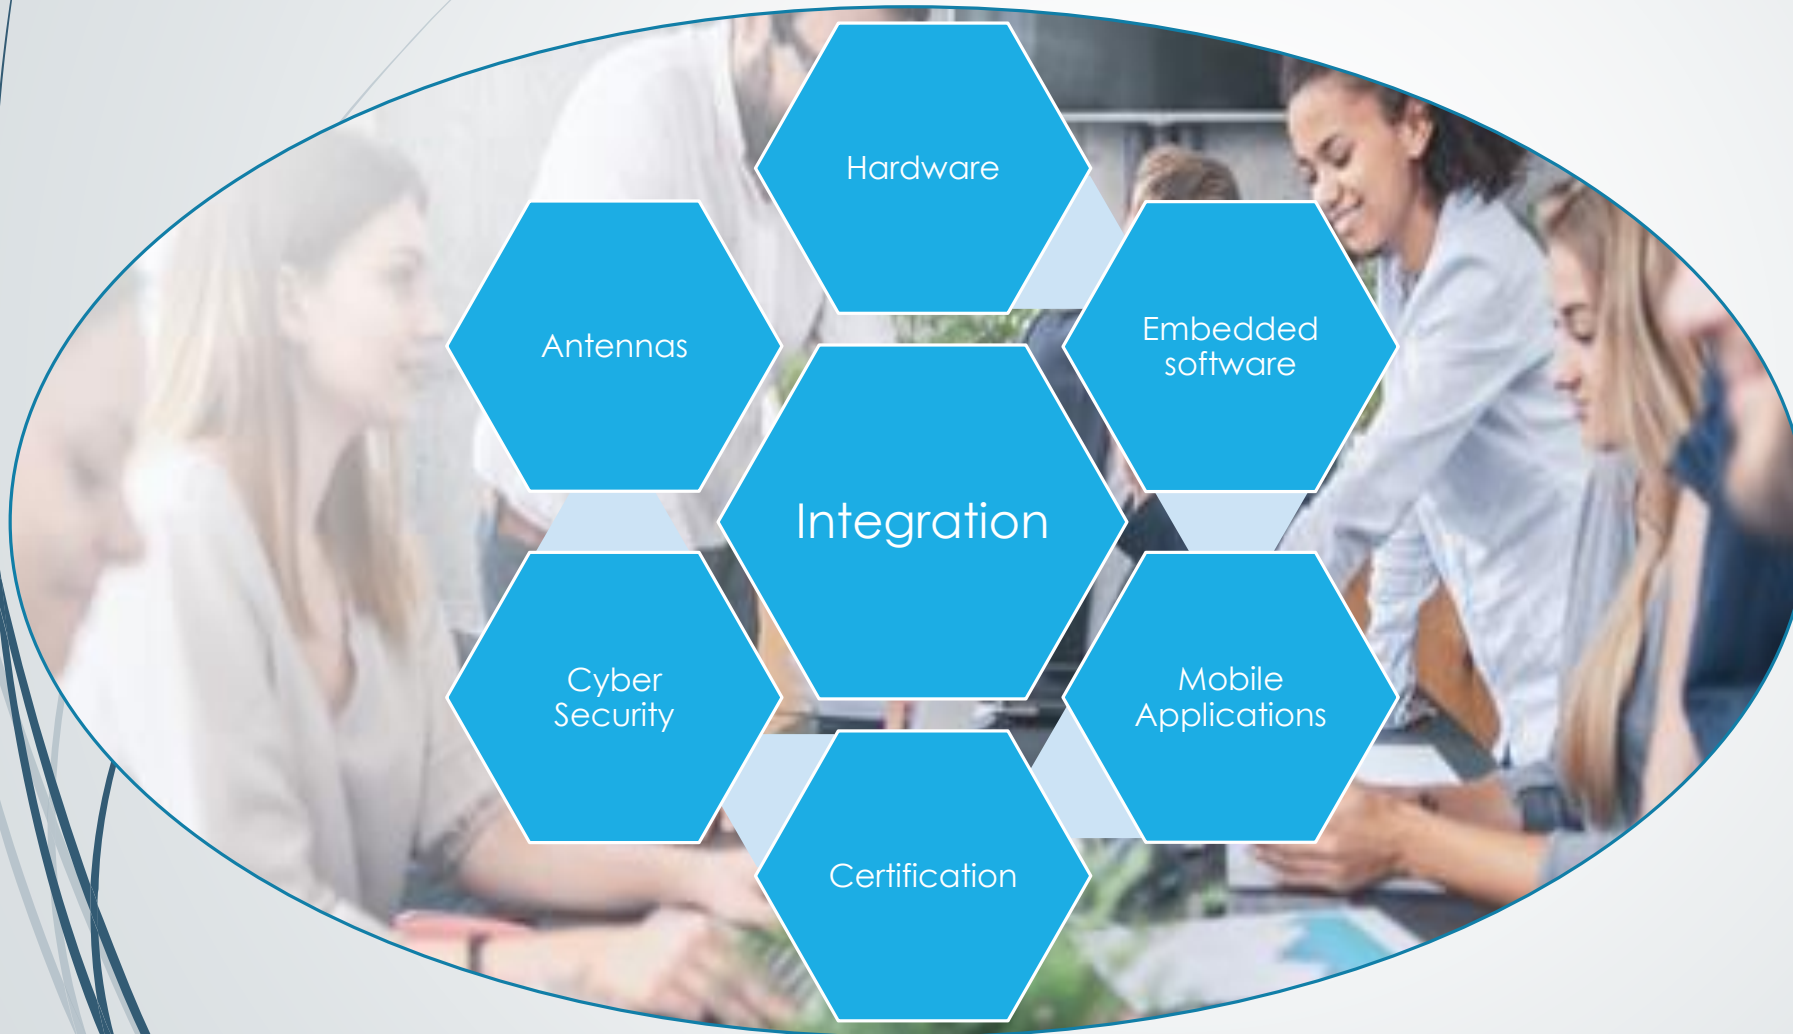 Hardware
Embedded
software
Mobile
Applications
Certification
Cyber
Security
Antennas
Integration